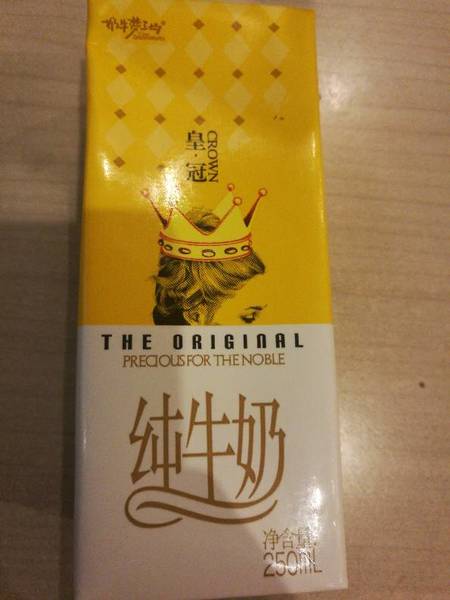 皇·冠
CROWN
THE ORIGINAL
PRECIOUS FOR THE NOBLE
纯牛奶
净含量:
250mL